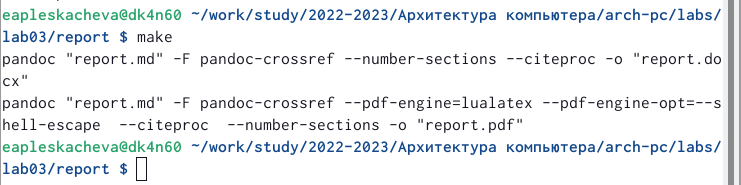 eapleskacheva@dk4n60 ~/work/study/2022-2023/Архитектура компьютера/arch-pc/labs/
lab03/report $ make
pandoc "report.md" -F pandoc-crossref --number-sections --citeproc -o "report.do
cx"
pandoc "report.md" -F pandoc-crossref --pdf-engine=lualatex --pdf-engine-opt=--s
hell-escape  --citeproc  --number-sections -o "report.pdf"
eapleskacheva@dk4n60 ~/work/study/2022-2023/Архитектура компьютера/arch-pc/labs/
lab03/report $